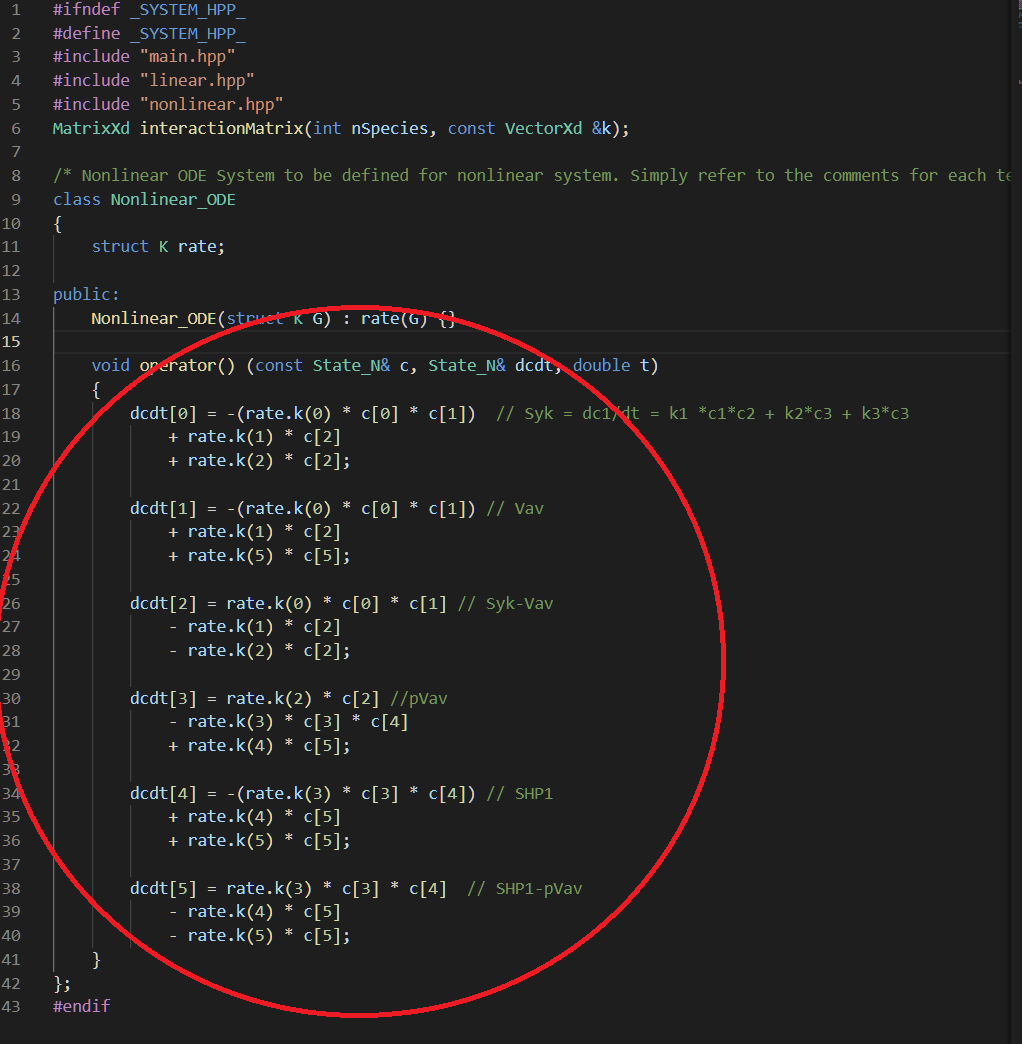 1 #ifndef _SYSTEM_HPP_
2 #define _SYSTEM_HPP_
3 #include "main.hpp"
4 #include "linear.hpp"
5 #include "nonlinear.hpp"
6 MatrixXd interactionMatrix(int nSpecies, const VectorXd &k);
7
8 /* Nonlinear ODE System to be defined for nonlinear system. Simply refer to the comments for each te
9 class Nonlinear_ODE
10 {
11     struct K rate;
12
13 public:
14     Nonlinear_ODE(struct K G) : rate(G) {}
15
16     void operator() (const State_N& c, State_N& dcdt, double t)
17     {
18         dcdt[0] = -(rate.k(0) * c[0] * c[1])  // Syk = dc1/dt = k1 *c1*c2 + k2*c3 + k3*c3
19             + rate.k(1) * c[2]
20             + rate.k(2) * c[2];
21
22         dcdt[1] = -(rate.k(0) * c[0] * c[1]) // Vav
23             + rate.k(1) * c[2]
24             + rate.k(5) * c[5];
25
26         dcdt[2] = rate.k(0) * c[0] * c[1] // Syk-Vav
27             - rate.k(1) * c[2]
28             - rate.k(2) * c[2];
29
30         dcdt[3] = rate.k(2) * c[2] //pVav
31             - rate.k(3) * c[3] * c[4]
32             + rate.k(4) * c[5];
33
34         dcdt[4] = -(rate.k(3) * c[3] * c[4]) // SHP1
35             + rate.k(4) * c[5]
36             + rate.k(5) * c[5];
37
38         dcdt[5] = rate.k(3) * c[3] * c[4]  // SHP1-pVav
39             - rate.k(4) * c[5]
40             - rate.k(5) * c[5];
41     }
42 };
43 #endif